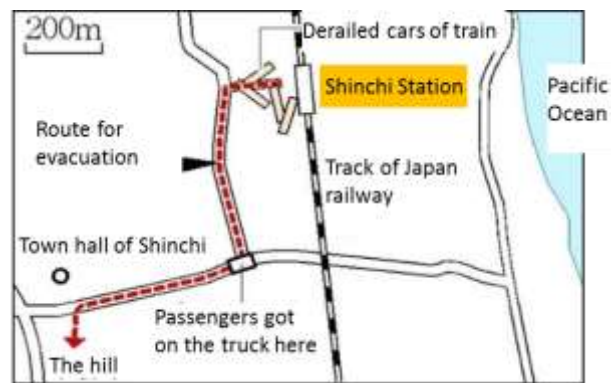 200m
Derailed cars of train
Shinchi Station
Pacific
Ocean
Route for
evacuation
Track of Japan
railway
Town hall of Shinchi
Passengers got
on the truck here
The hill